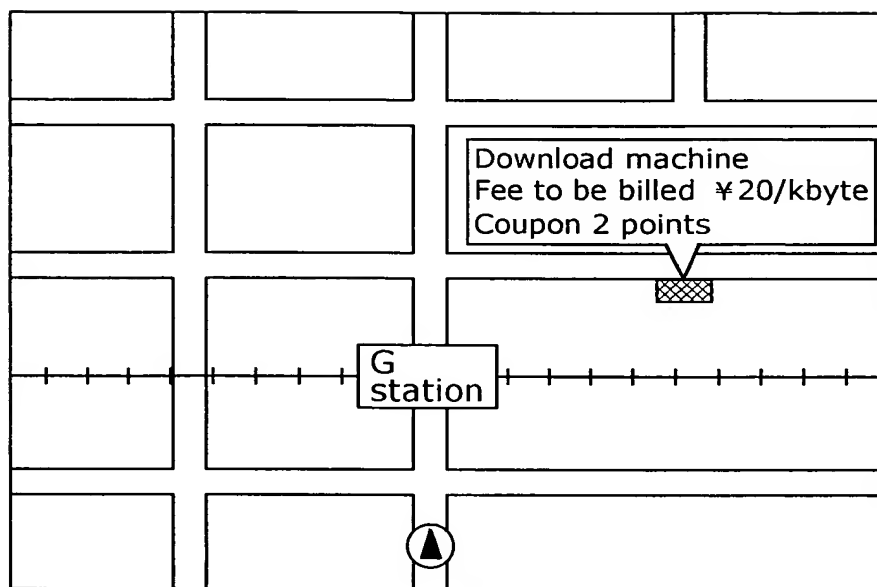 Download machine
Fee to be billed ¥20/kbyte
Coupon 2 points
G
station